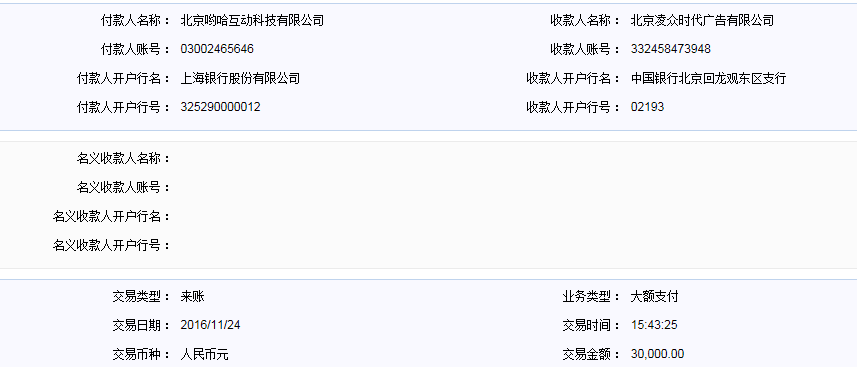 付款人名称： 北京哟哈互动科技有限公司 收款人名称： 北京凌众时代广告有限公司
付款人账号： 03002465646 收款人账号： 332458473948
付款人开户行名： 上海银行股份有限公司 收款人开户行名： 中国银行北京回龙观东区支行
付款人开户行号： 325290000012 收款人开户行号： 02193
名义收款人名称：
名义收款人账号：
名义收款人开户行名：
名义收款人开户行号：
交易类型： 来账 业务类型： 大额支付
交易日期： 2016/11/24 交易时间： 15:43:25
交易币种： 人民币元 交易金额： 30,000.00